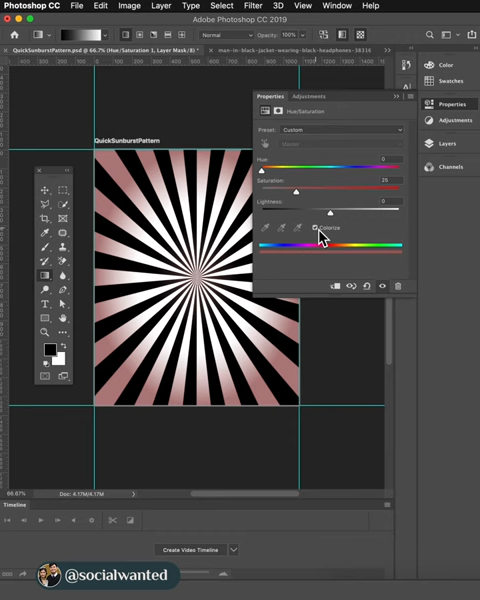 Photoshop CC File Edit Image Layer Type Select Filter 3D View Window Help
Adobe Photoshop CC 2019
Normal Opacity: 100%
QuickSunburstPattern.psd @ 66.7% (Hue/Saturation 1, Layer Mask/8) *
man-in-black-jacket-wearing-black-headphones-38316
QuickSunburstPattern
Properties Adjustments
Hue/Saturation
Preset: Custom
Master
Hue: 0
Saturation: 25
Lightness: 0
Colorize
Color
Swatches
Properties
Adjustments
Layers
Channels
66.67% Doc: 4.17M/4.17M
Timeline
Create Video Timeline
@socialwanted